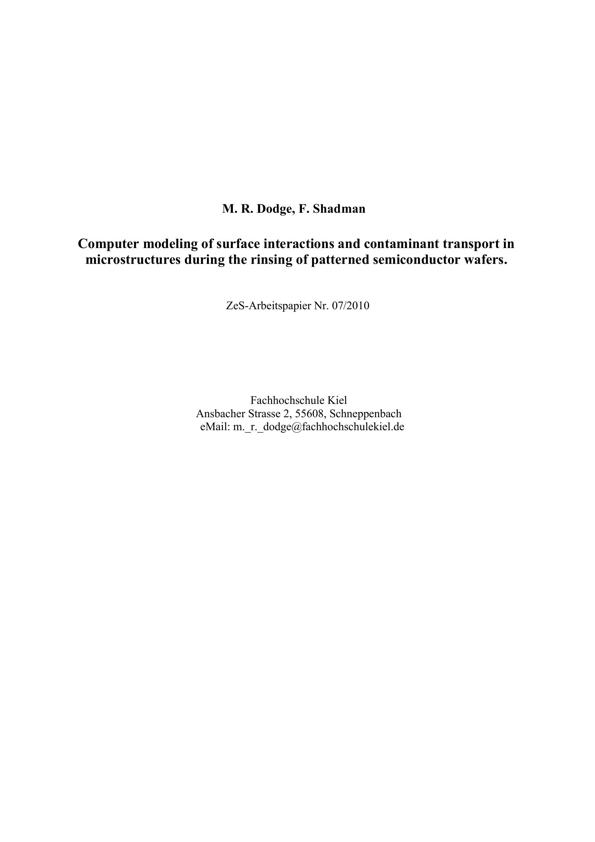 M. R. Dodge, F. Shadman
Computer modeling of surface interactions and contaminant transport in
microstructures during the rinsing of patterned semiconductor wafers.
ZeS-Arbeitspapier Nr. 07/2010
Fachhochschule Kiel
Ansbacher Strasse 2, 55608, Schneppenbach
eMail: m._r._dodge@fachhochschulekiel.de